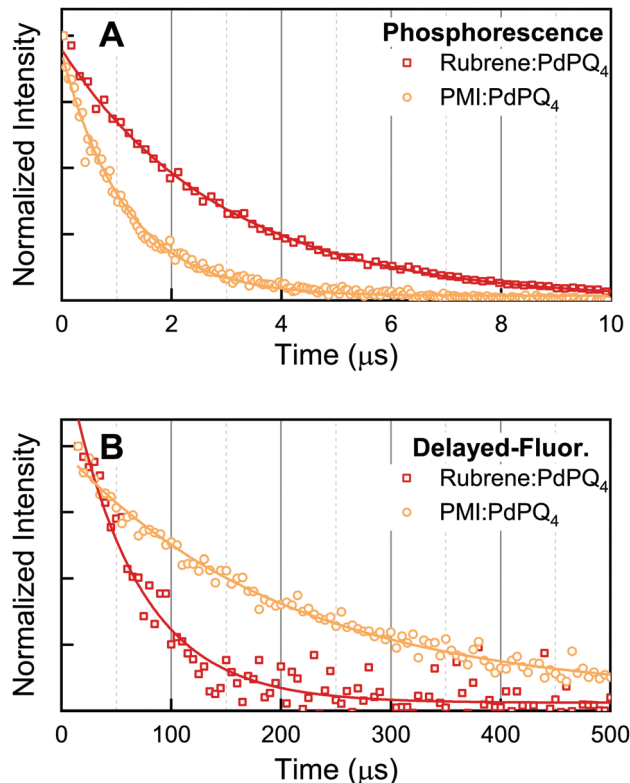 A
Phosphorescence
Rubrene:PdPQ₄
PMI:PdPQ₄
Normalized Intensity
0 2 4 6 8 10
Time (μs)
B
Delayed-Fluor.
Rubrene:PdPQ₄
PMI:PdPQ₄
Normalized Intensity
0 100 200 300 400 500
Time (μs)